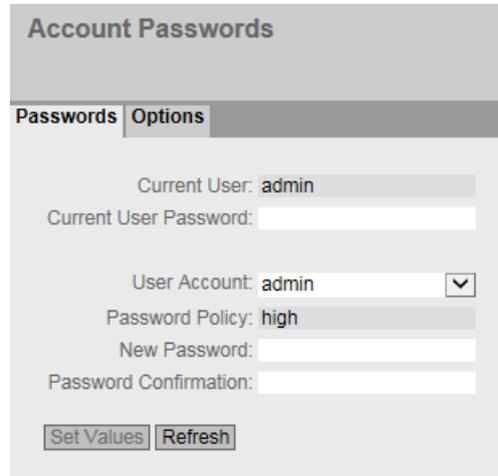 Account Passwords
Passwords Options
Current User: admin
Current User Password:
User Account: admin
Password Policy: high
New Password:
Password Confirmation:
Set Values Refresh